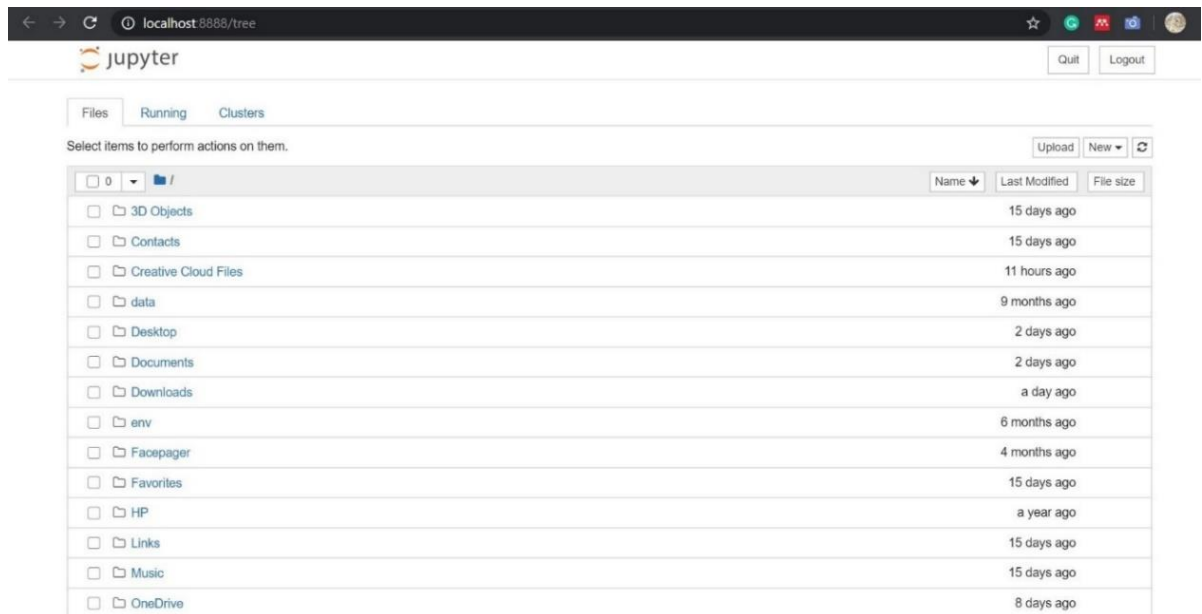 localhost:8888/tree
jupyter
Quit Logout
Files Running Clusters
Select items to perform actions on them.
Upload New
0 / Name Last Modified File size
3D Objects 15 days ago
Contacts 15 days ago
Creative Cloud Files 11 hours ago
data 9 months ago
Desktop 2 days ago
Documents 2 days ago
Downloads a day ago
env 6 months ago
Facepager 4 months ago
Favorites 15 days ago
HP a year ago
Links 15 days ago
Music 15 days ago
OneDrive 8 days ago